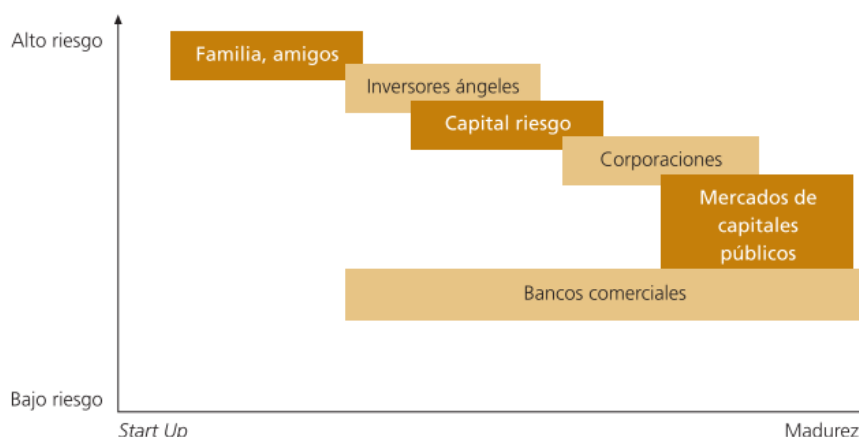 Alto riesgo
Familia, amigos
Inversores ángeles
Capital riesgo
Corporaciones
Mercados de
capitales
públicos
Bancos comerciales
Bajo riesgo
Start Up
Madurez